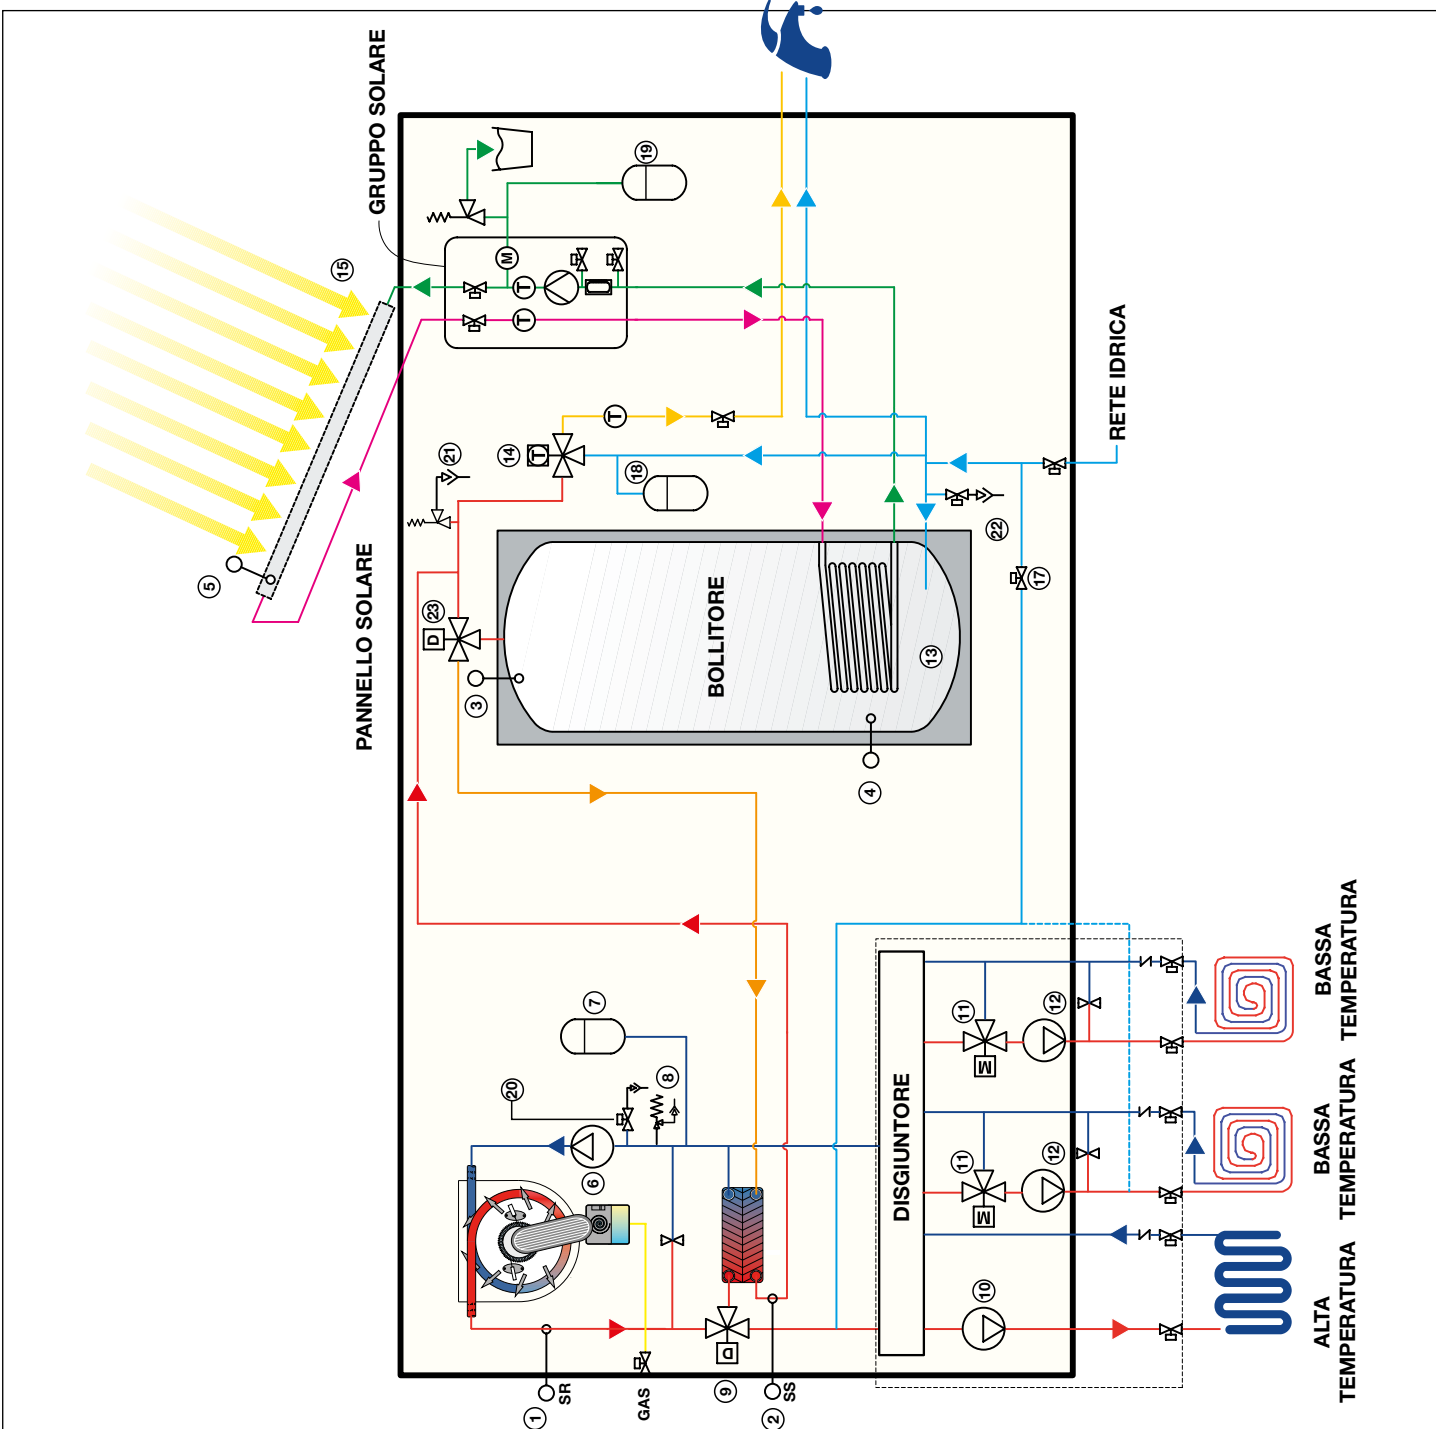 GRUPPO SOLARE
PANNELLO SOLARE
15
5
19
M
T
T
T
T
14
18
21
23
D
3
BOLLITORE
13
4
22
17
RETE IDRICA
7
20
8
6
DISGIUNTORE
11
M
12
11
M
12
10
D
9
1
SR
GAS
2
SS
BASSA
TEMPERATURA
BASSA
TEMPERATURA
ALTA
TEMPERATURA